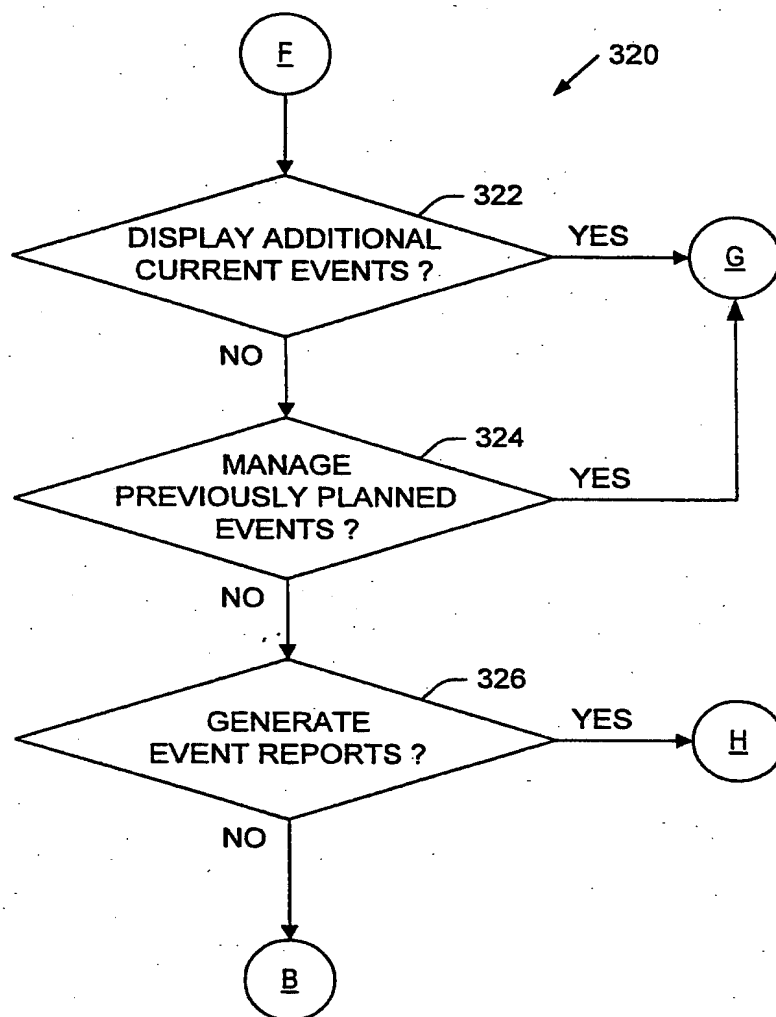 F
320
322
DISPLAY ADDITIONAL
CURRENT EVENTS ?
YES
G
NO
324
MANAGE
PREVIOUSLY PLANNED
EVENTS ?
YES
NO
326
GENERATE
EVENT REPORTS ?
YES
H
NO
B